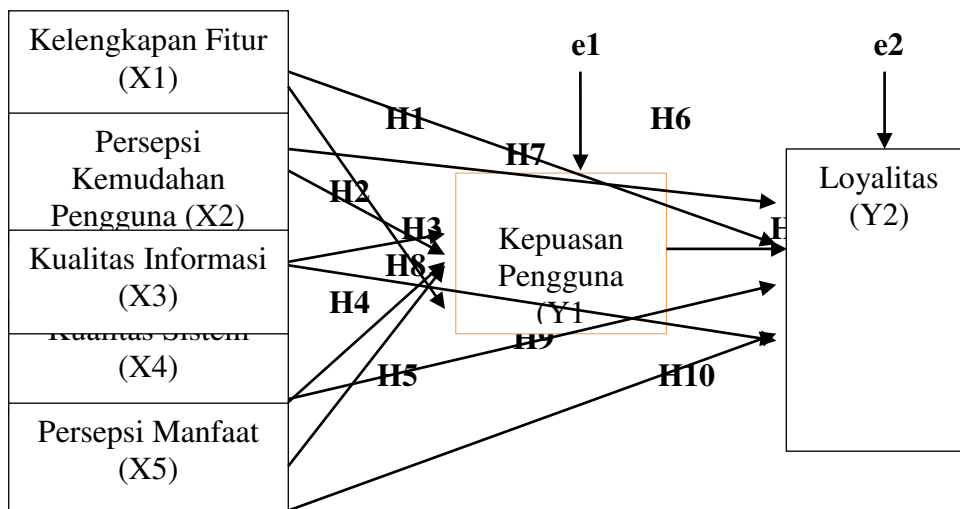 Kelengkapan Fitur
(X1)
Persepsi
Kemudahan
Pengguna (X2)
Kualitas Informasi
(X3)
(X4)
Persepsi Manfaat
(X5)
e1
e2
H1
H6
H7
H2
H3
H8
H4
H9
H5
H10
Kepuasan
Pengguna
(Y1
H
Loyalitas
(Y2)